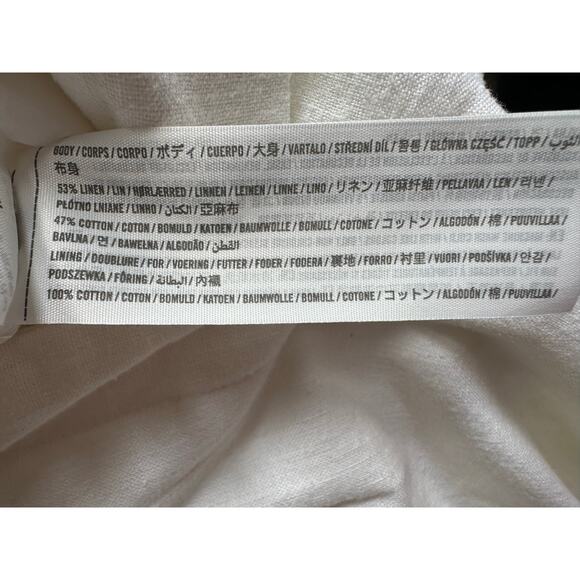 BODY / CORPS / CORPO / ボディ / CUERPO / 大身 / VARTALO / STŘEDNÍ DÍL / 몸통 / GŁÓWNA CZĘŚĆ / TOPP / الثوب /
布身
53% LINEN / LIN / HØRLÆRRED / LINNEN / LEINEN / LINNE / LINO / リネン / 亚麻纤维 / PELLAVAA / LEN / 리넨 /
PŁÓTNO LNIANE / LINHO / الكتان / 亞麻布
47% COTTON / COTON / BOMULD / KATOEN / BAUMWOLLE / BOMULL / COTONE / コットン / ALGODÓN / 棉 / PUUVILLAA /
BAVLNA / 면 / BAWEŁNA / ALGODÃO / القطن
LINING / DOUBLURE / FOR / VOERING / FUTTER / FODER / FODERA / 裏地 / FORRO / 衬里 / VUORI / PODŠÍVKA / 안감 /
PODSZEWKA / FÔRING / البطانة / 內襯
100% COTTON / COTON / BOMULD / KATOEN / BAUMWOLLE / BOMULL / COTONE / コットン / ALGODÓN / 棉 / PUUVILLAA /